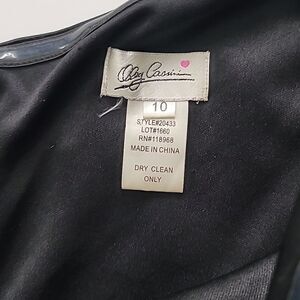 Oleg Cassini
10
STYLE#20433
LOT#1660
RN#118968
MADE IN CHINA
DRY CLEAN
ONLY